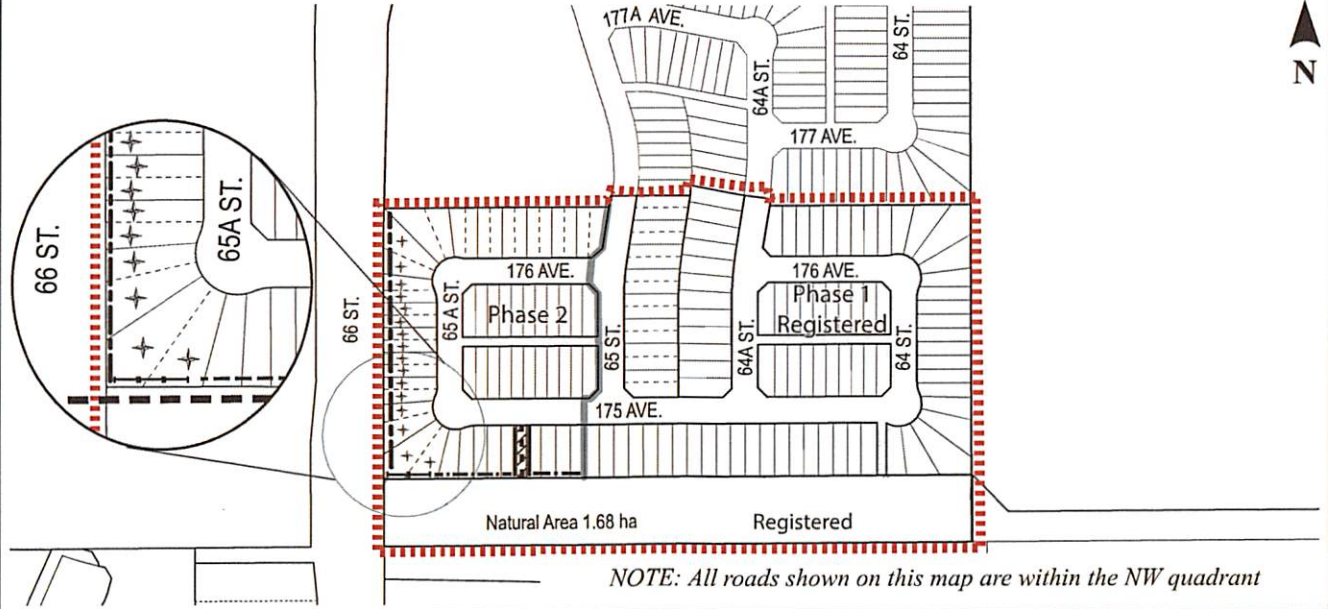 177A AVE.
64A ST.
64 ST.
N
177 AVE.
66 ST.
65A ST.
176 AVE.
176 AVE.
66 ST.
65 A ST.
Phase 2
65 ST.
64A ST.
Phase 1
Registered
64 ST.
175 AVE.
Natural Area 1.68 ha
Registered
NOTE: All roads shown on this map are within the NW quadrant